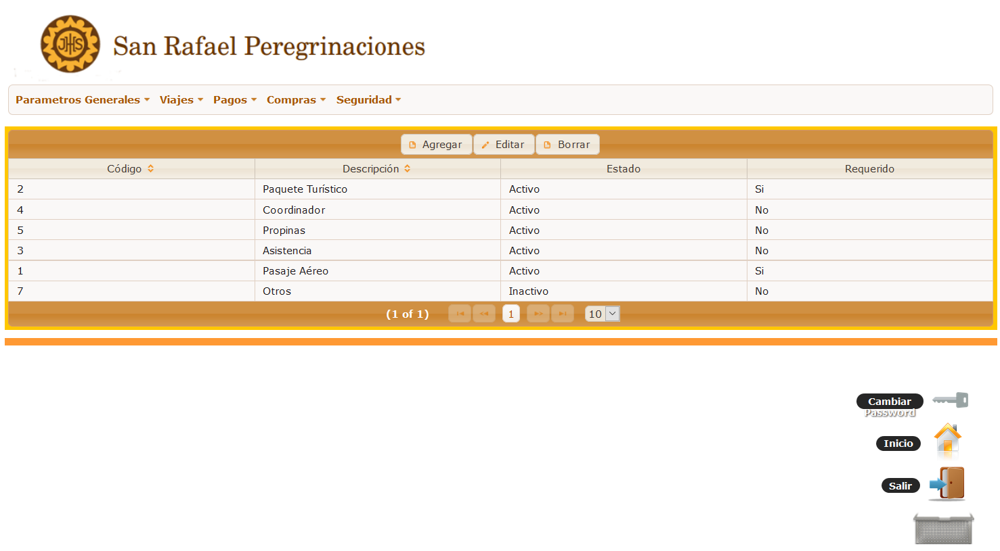 JHS
San Rafael Peregrinaciones
Parametros Generales Viajes Pagos Compras Seguridad
Agregar Editar Borrar
Código Descripción Estado Requerido
2 Paquete Turístico Activo Si
4 Coordinador Activo No
5 Propinas Activo No
3 Asistencia Activo No
1 Pasaje Aéreo Activo Si
7 Otros Inactivo No
(1 of 1) 1 10
Cambiar
Password
Inicio
Salir